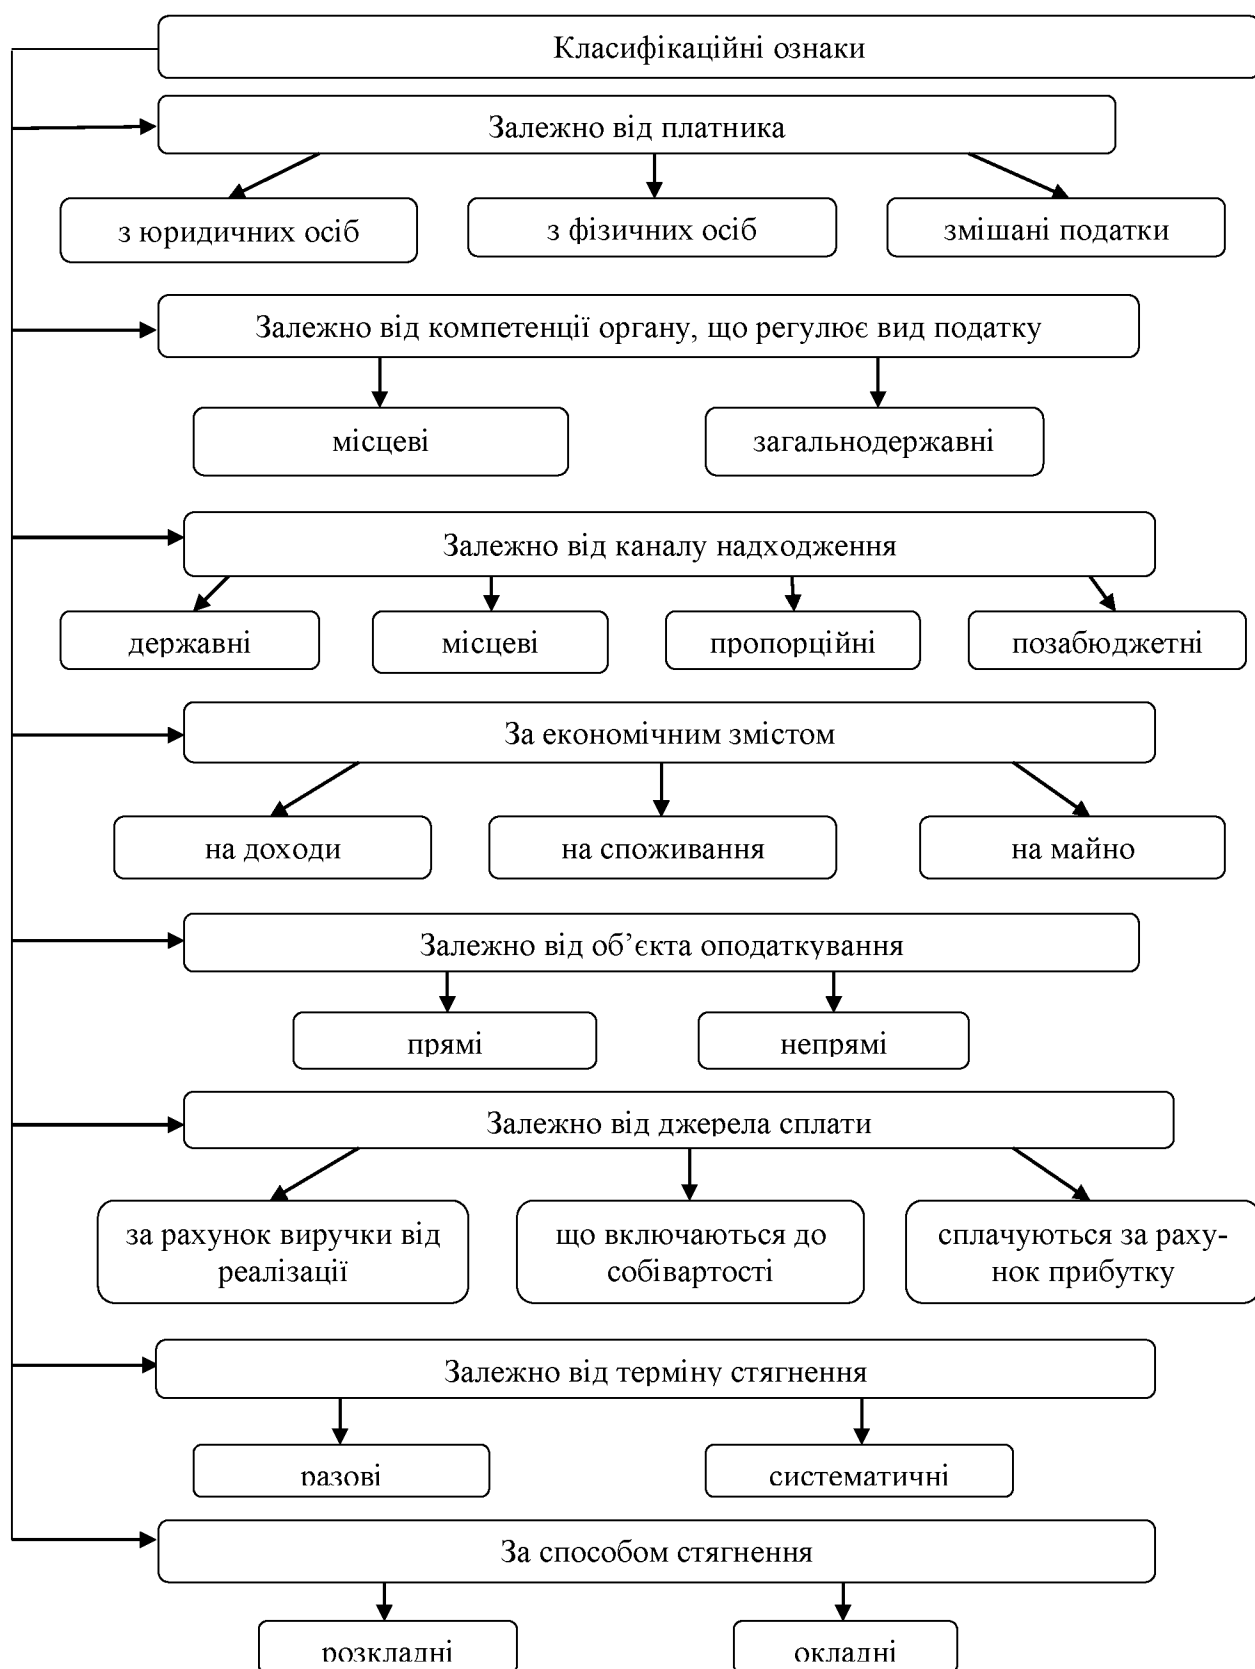 Класифікаційні ознаки
Залежно від платника
з юридичних осіб
з фізичних осіб
змішані податки
Залежно від компетенції органу, що регулює вид податку
місцеві
загальнодержавні
Залежно від каналу надходження
державні
місцеві
пропорційні
позабюджетні
За економічним змістом
на доходи
на споживання
на майно
Залежно від об’єкта оподаткування
прямі
непрямі
Залежно від джерела сплати
за рахунок виручки від
реалізації
що включаються до
собівартості
сплачуються за раху-
нок прибутку
Залежно від терміну стягнення
разові
систематичні
За способом стягнення
розкладні
окладні